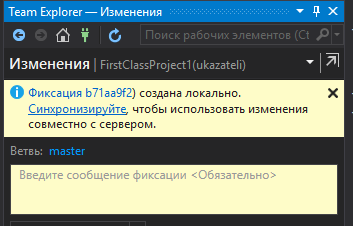 Team Explorer — Изменения
Поиск рабочих элементов (Ct
Изменения | FirstClassProject1(ukazateli)
Фиксация b71aa9f2) создана локально.
Синхронизируйте, чтобы использовать изменения
совместно с сервером.
Ветвь: master
Введите сообщение фиксации <Обязательно>